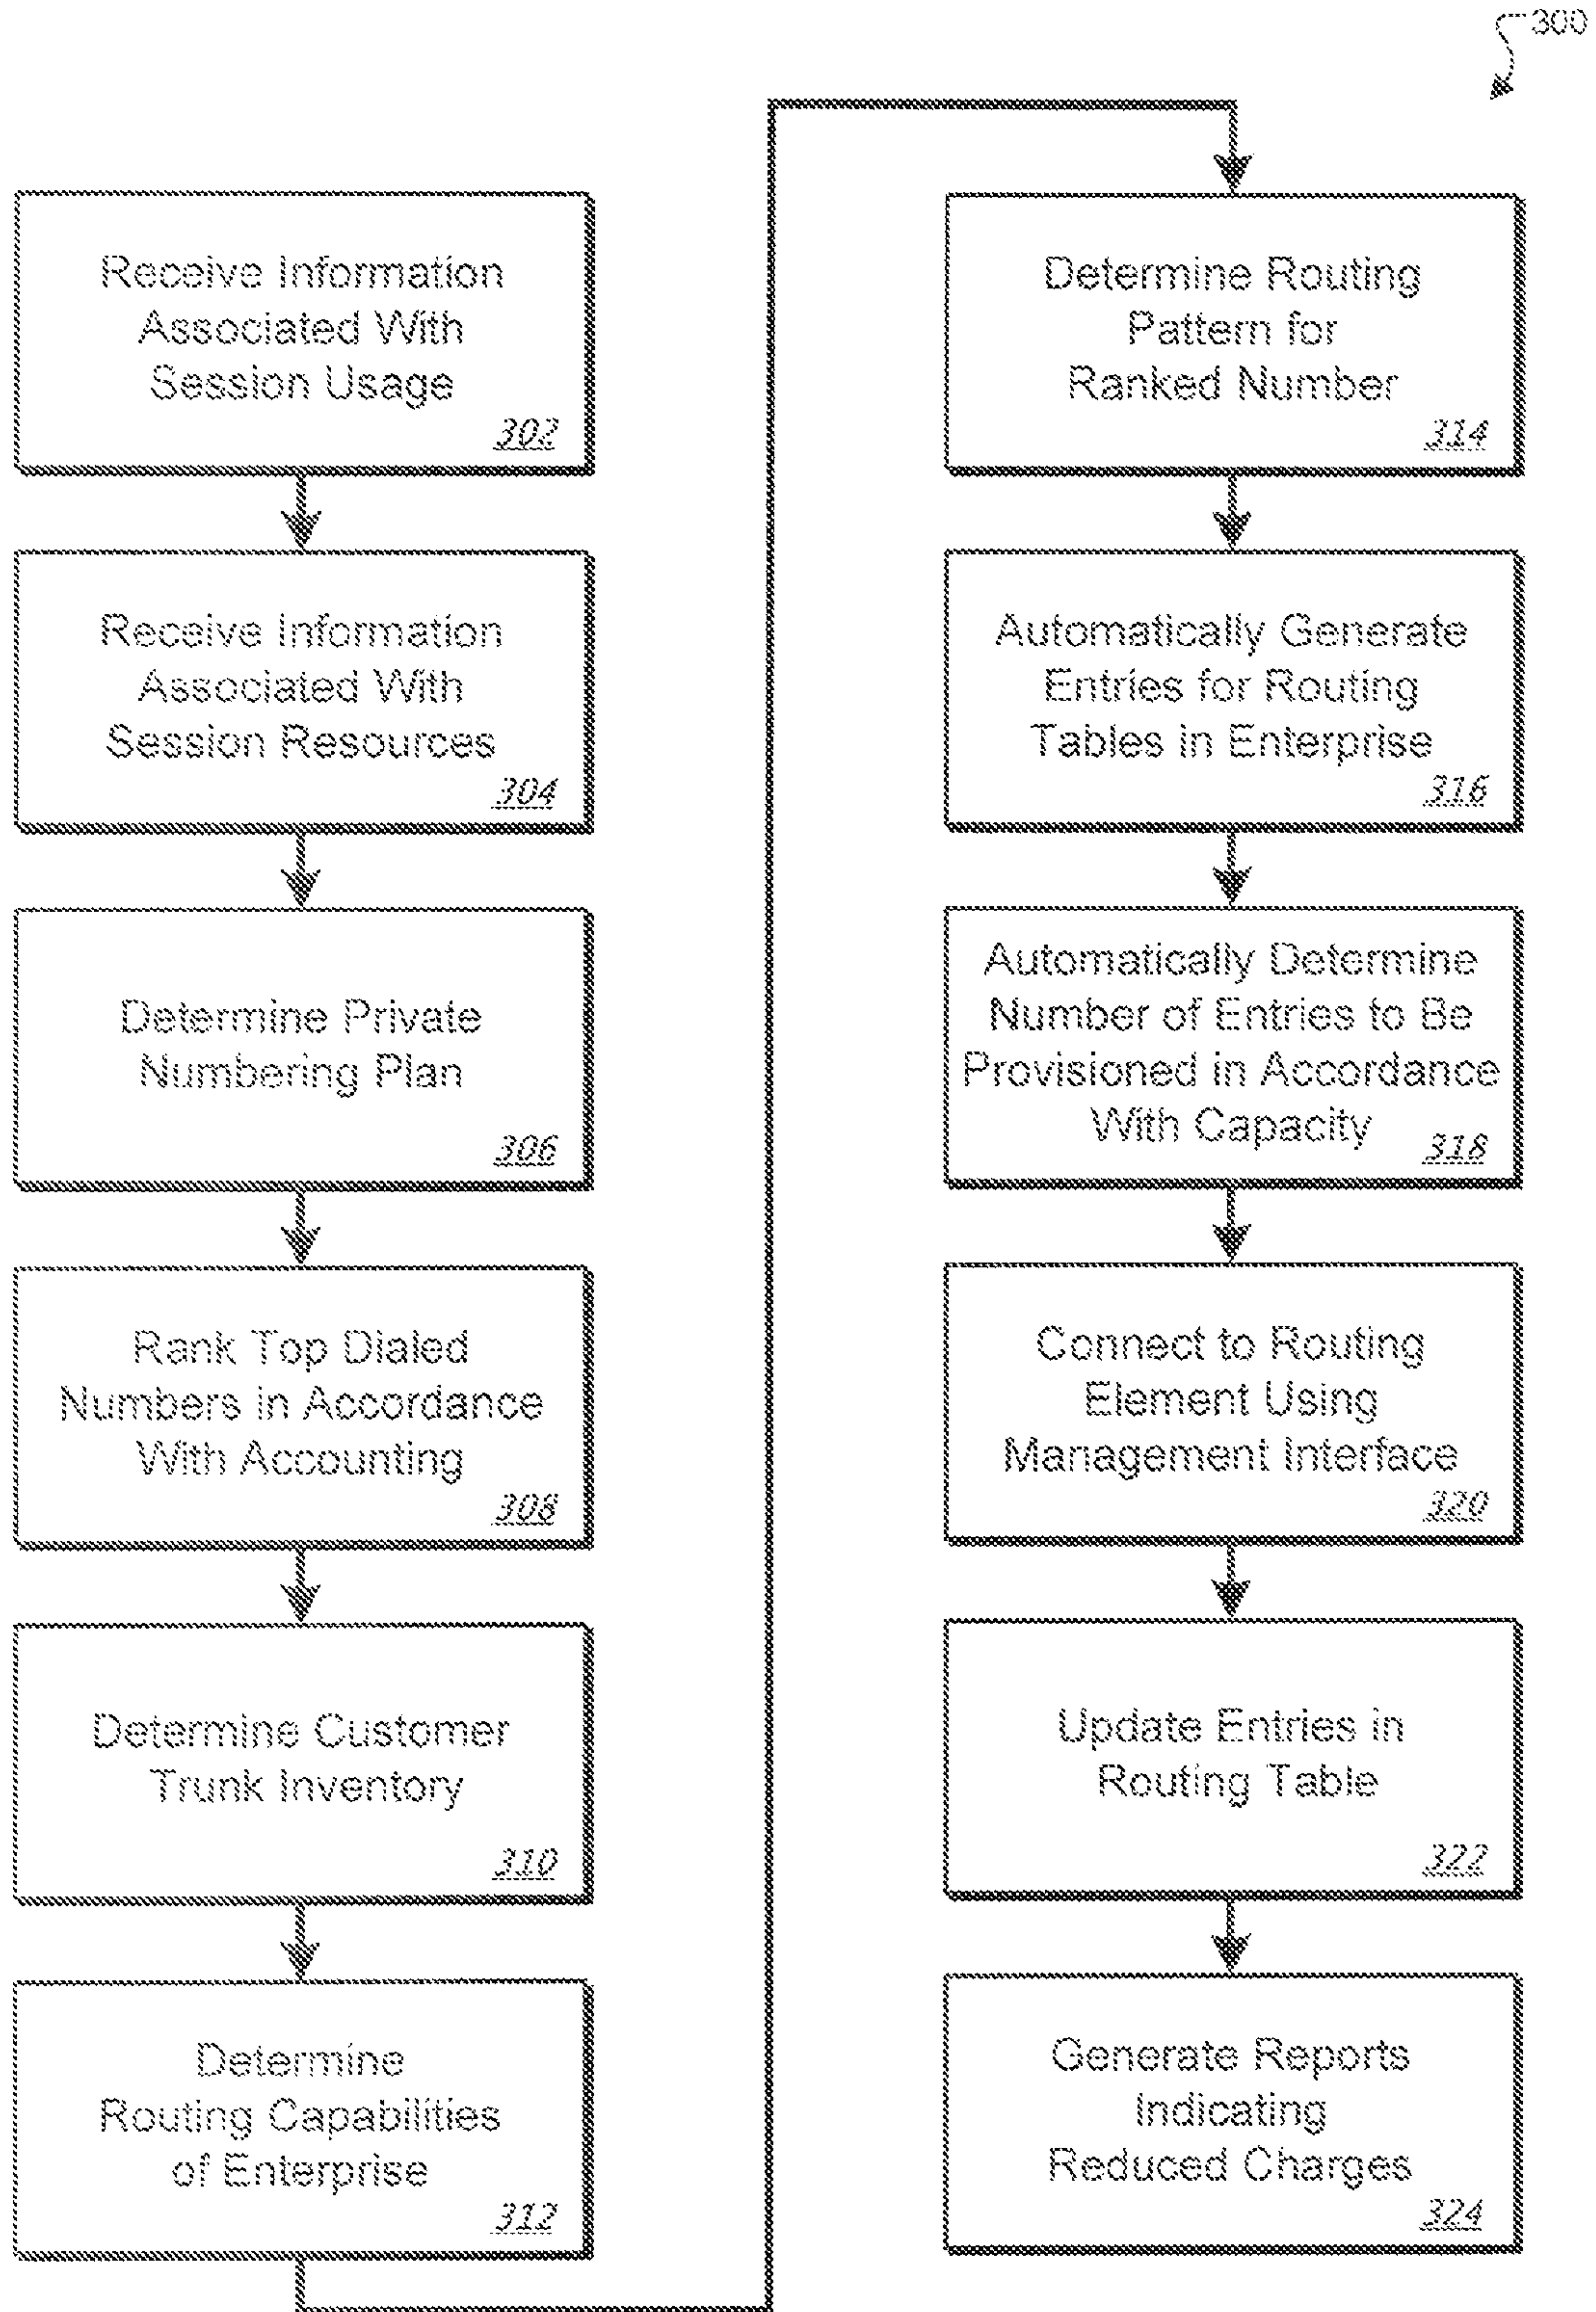 300
Receive Information
Associated With
Session Usage
302
Receive Information
Associated With
Session Resources
304
Determine Private
Numbering Plan
306
Rank Top Dialed
Numbers in Accordance
With Accounting
308
Determine Customer
Trunk Inventory
310
Determine
Routing Capabilities
of Enterprise
312
Determine Routing
Pattern for
Ranked Number
314
Automatically Generate
Entries for Routing
Tables in Enterprise
316
Automatically Determine
Number of Entries to Be
Provisioned in Accordance
With Capacity
318
Connect to Routing
Element Using
Management Interface
320
Update Entries in
Routing Table
322
Generate Reports
Indicating
Reduced Charges
324